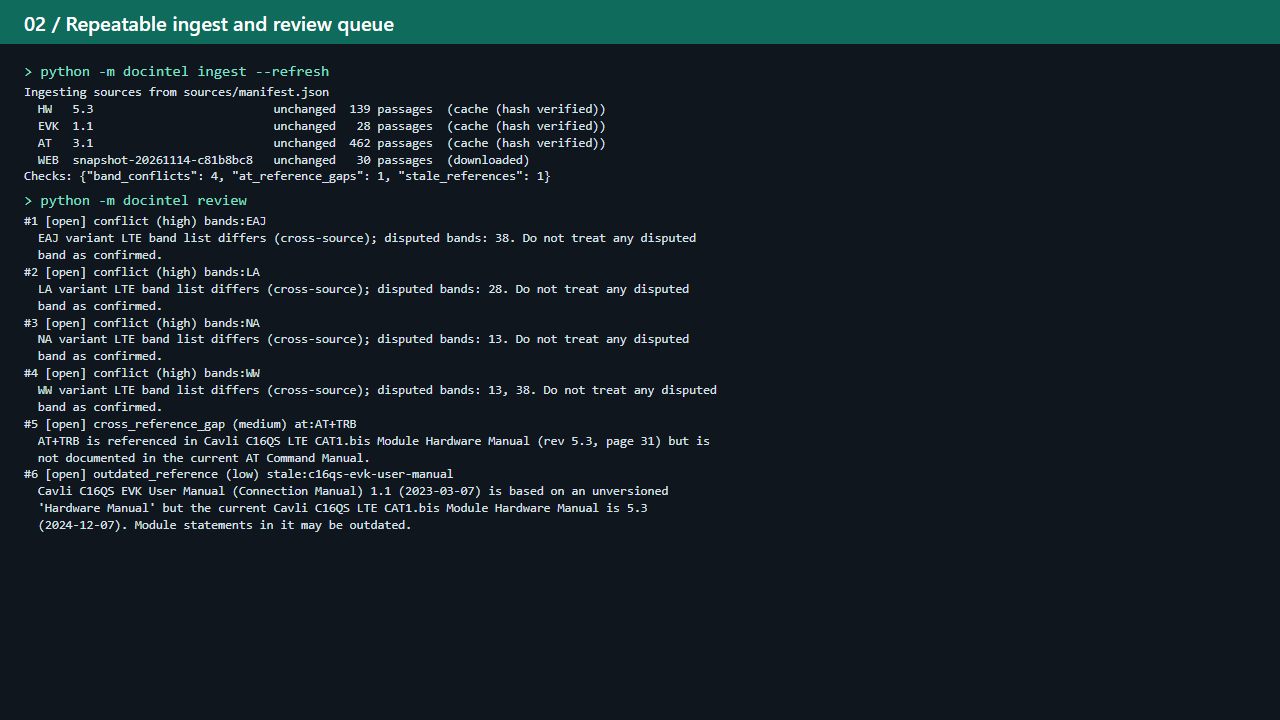 02 / Repeatable ingest and review queue
> python -m docintel ingest --refresh
Ingesting sources from sources/manifest.json
  HW   5.3                          unchanged  139 passages  (cache (hash verified))
  EVK  1.1                          unchanged   28 passages  (cache (hash verified))
  AT   3.1                          unchanged  462 passages  (cache (hash verified))
  WEB  snapshot-20261114-c81b8bc8   unchanged   30 passages  (downloaded)
Checks: {"band_conflicts": 4, "at_reference_gaps": 1, "stale_references": 1}
> python -m docintel review
#1 [open] conflict (high) bands:EAJ
  EAJ variant LTE band list differs (cross-source); disputed bands: 38. Do not treat any disputed
  band as confirmed.
#2 [open] conflict (high) bands:LA
  LA variant LTE band list differs (cross-source); disputed bands: 28. Do not treat any disputed
  band as confirmed.
#3 [open] conflict (high) bands:NA
  NA variant LTE band list differs (cross-source); disputed bands: 13. Do not treat any disputed
  band as confirmed.
#4 [open] conflict (high) bands:WW
  WW variant LTE band list differs (cross-source); disputed bands: 13, 38. Do not treat any disputed
  band as confirmed.
#5 [open] cross_reference_gap (medium) at:AT+TRB
  AT+TRB is referenced in Cavli C16QS LTE CAT1.bis Module Hardware Manual (rev 5.3, page 31) but is
  not documented in the current AT Command Manual.
#6 [open] outdated_reference (low) stale:c16qs-evk-user-manual
  Cavli C16QS EVK User Manual (Connection Manual) 1.1 (2023-03-07) is based on an unversioned
  'Hardware Manual' but the current Cavli C16QS LTE CAT1.bis Module Hardware Manual is 5.3
  (2024-12-07). Module statements in it may be outdated.